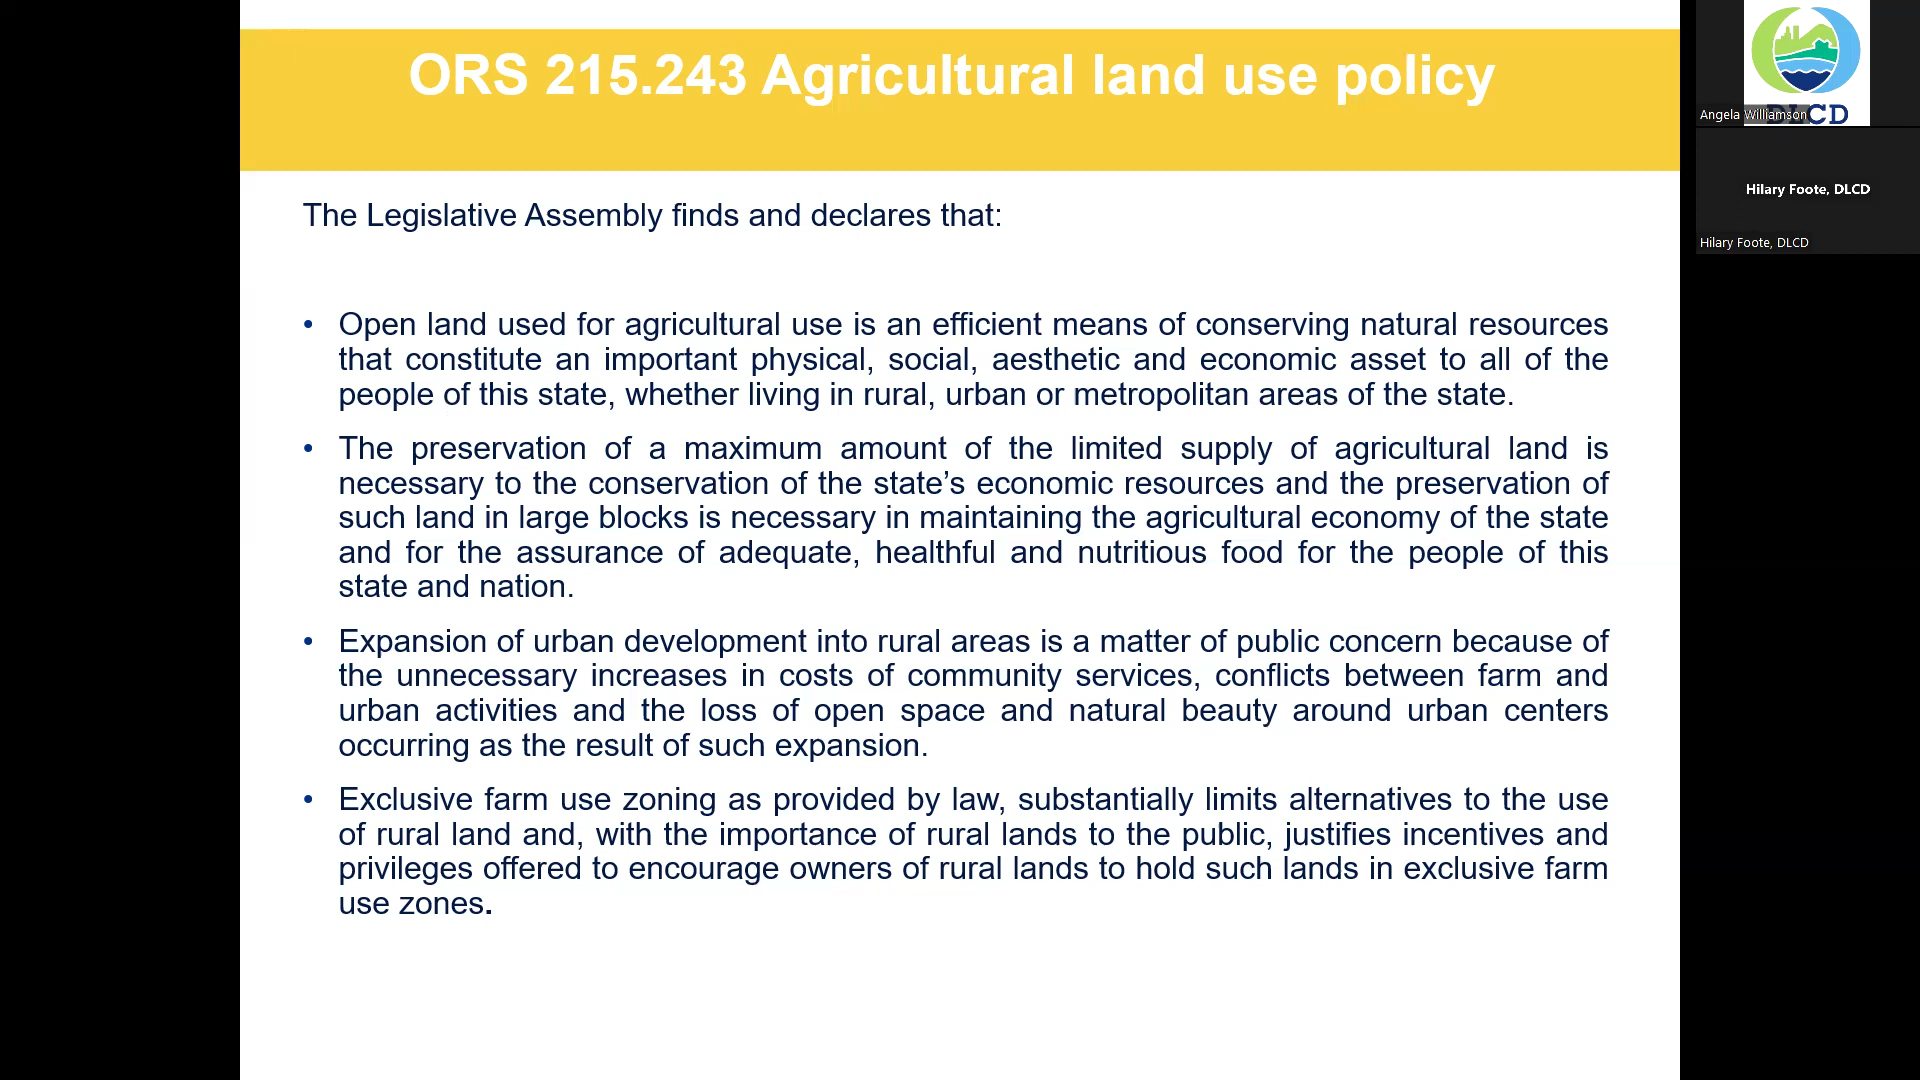 ORS 215.243 Agricultural land use policy
The Legislative Assembly finds and declares that:
• Open land used for agricultural use is an efficient means of conserving natural resources
that constitute an important physical, social, aesthetic and economic asset to all of the
people of this state, whether living in rural, urban or metropolitan areas of the state.
• The preservation of a maximum amount of the limited supply of agricultural land is
necessary to the conservation of the state’s economic resources and the preservation of
such land in large blocks is necessary in maintaining the agricultural economy of the state
and for the assurance of adequate, healthful and nutritious food for the people of this
state and nation.
• Expansion of urban development into rural areas is a matter of public concern because of
the unnecessary increases in costs of community services, conflicts between farm and
urban activities and the loss of open space and natural beauty around urban centers
occurring as the result of such expansion.
• Exclusive farm use zoning as provided by law, substantially limits alternatives to the use
of rural land and, with the importance of rural lands to the public, justifies incentives and
privileges offered to encourage owners of rural lands to hold such lands in exclusive farm
use zones.
DLCD
Angela Williamson
Hilary Foote, DLCD
Hilary Foote, DLCD